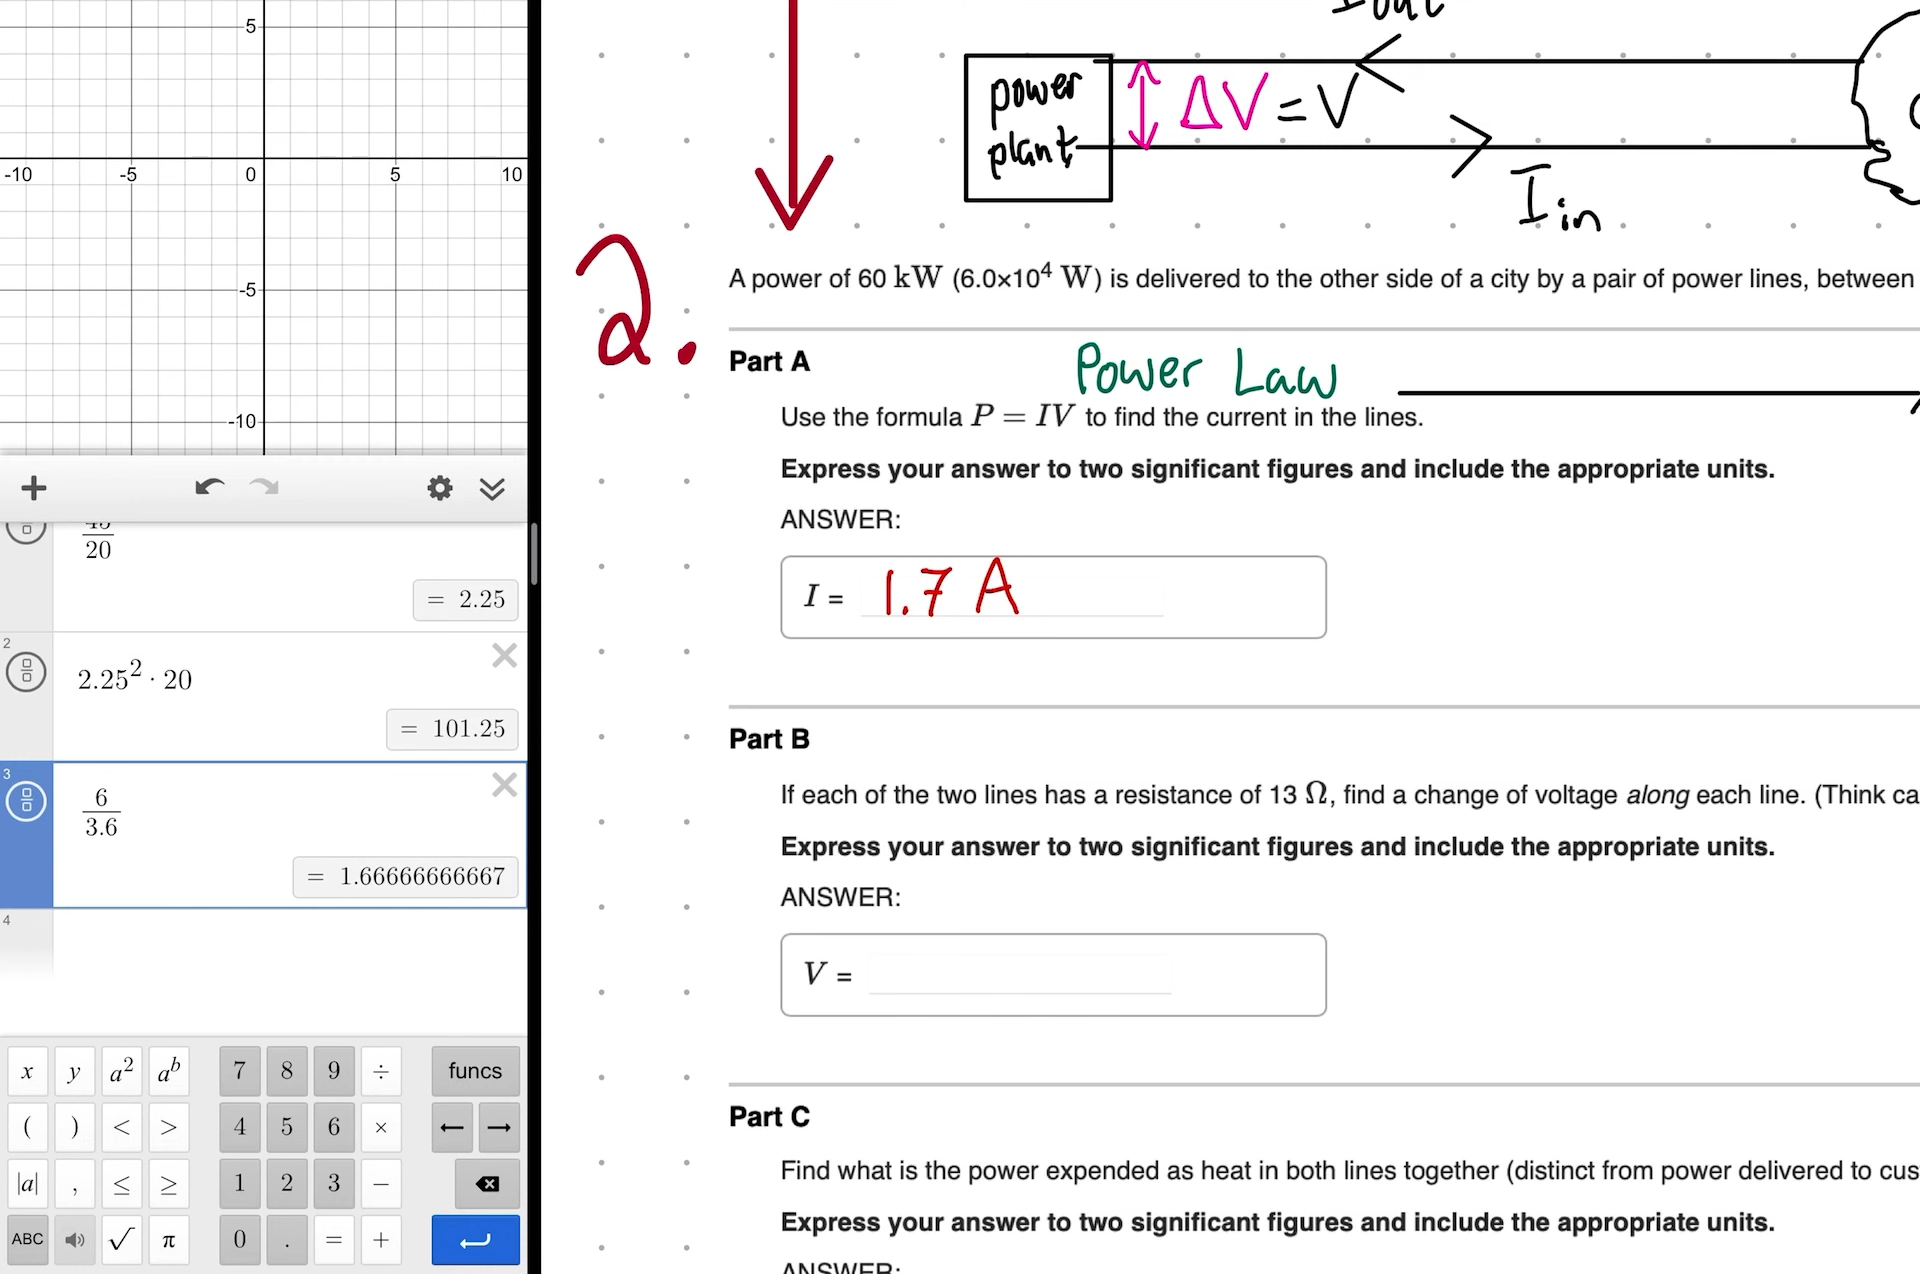 5
-10
-5
0
5
10
-5
-10
20
= 2.25
2
2.25² · 20
= 101.25
3
6
3.6
= 1.66666666667
4
x y a² aᵇ 7 8 9 ÷ funcs
( ) < > 4 5 6 × ← →
|a| , ≤ ≥ 1 2 3 −
ABC √ π 0 . = +
power
plant
ΔV = V
I in
2.
A power of 60 kW (6.0×10⁴ W) is delivered to the other side of a city by a pair of power lines, between
Part A
Power Law
Use the formula P = IV to find the current in the lines.
Express your answer to two significant figures and include the appropriate units.
ANSWER:
I = 1.7 A
Part B
If each of the two lines has a resistance of 13 Ω, find a change of voltage along each line. (Think ca
Express your answer to two significant figures and include the appropriate units.
ANSWER:
V =
Part C
Find what is the power expended as heat in both lines together (distinct from power delivered to cus
Express your answer to two significant figures and include the appropriate units.
ANSWER: